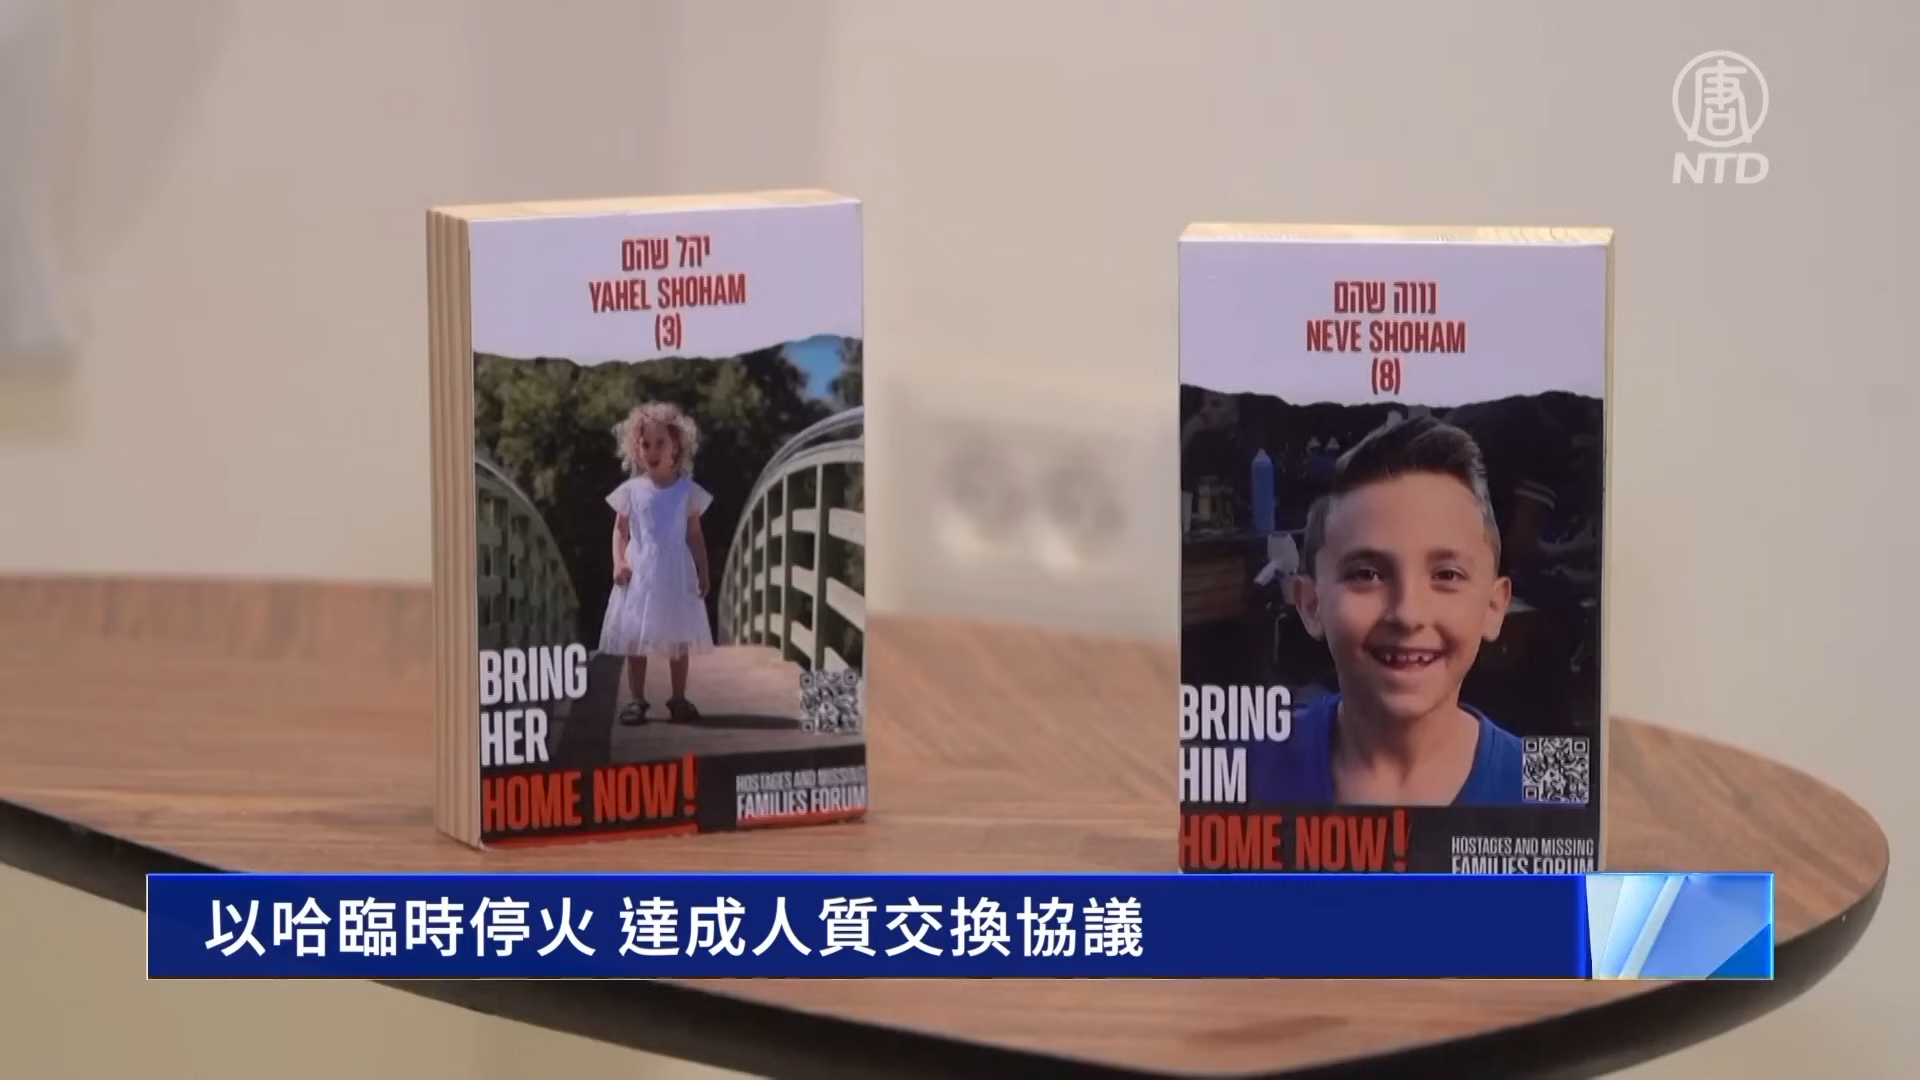 唐
NTD
יהל שהם
YAHEL SHOHAM
(3)
BRING
HER
HOME NOW!
HOSTAGES AND MISSING
FAMILIES FORUM
נווה שהם
NEVE SHOHAM
(8)
BRING
HIM
HOME NOW!
HOSTAGES AND MISSING
FAMILIES FORUM
以哈臨時停火 達成人質交換協議